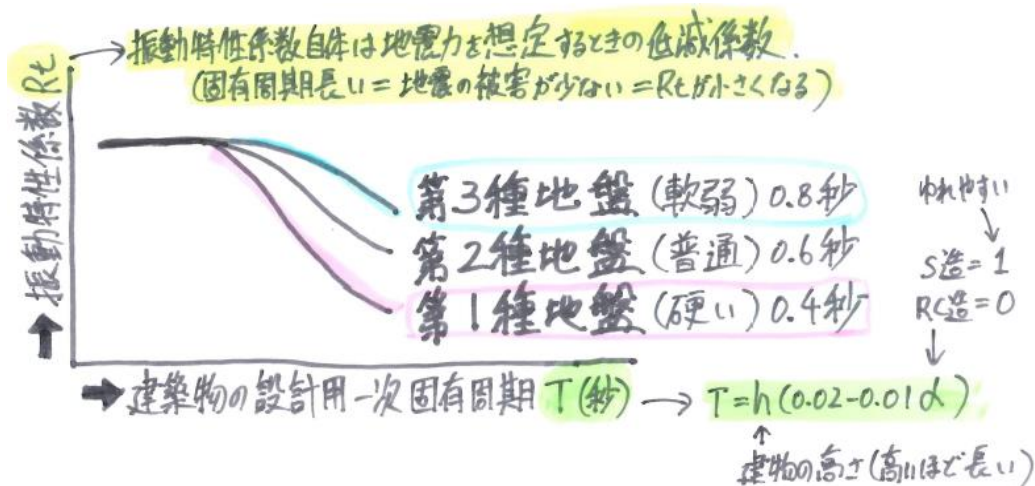 振動特性係数自体は地震力を想定するときの低減係数.
(固有周期長い=地震の被害が少ない=Rtが小さくなる)
➡振動特性係数 Rt
第3種地盤(軟弱)0.8秒
第2種地盤(普通)0.6秒
第1種地盤(硬い)0.4秒
ゆれやすい
S造=1
RC造=0
➡建築物の設計用一次固有周期T(秒)→T=h(0.02-0.01α)
建物の高さ(高いほど長い)